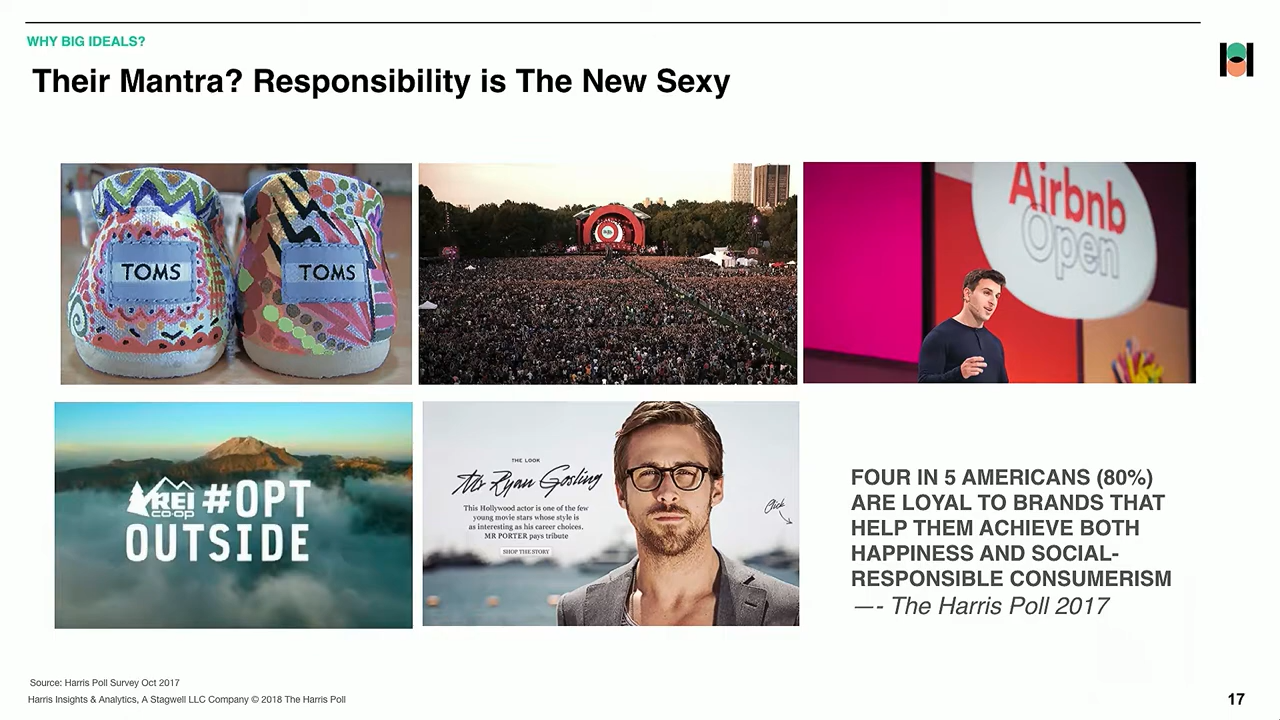 WHY BIG IDEALS?
Their Mantra? Responsibility is The New Sexy
TOMS
TOMS
Airbnb
Open
REI
co·op
#OPT
OUTSIDE
THE LOOK
Mr Ryan Gosling
This Hollywood actor is one of the few
young movie stars whose style is
as interesting as his career choices.
MR PORTER pays tribute
SHOP THE STORY
Click
FOUR IN 5 AMERICANS (80%)
ARE LOYAL TO BRANDS THAT
HELP THEM ACHIEVE BOTH
HAPPINESS AND SOCIAL-
RESPONSIBLE CONSUMERISM
—- The Harris Poll 2017
Source: Harris Poll Survey Oct 2017
Harris Insights & Analytics, A Stagwell LLC Company © 2018 The Harris Poll
17